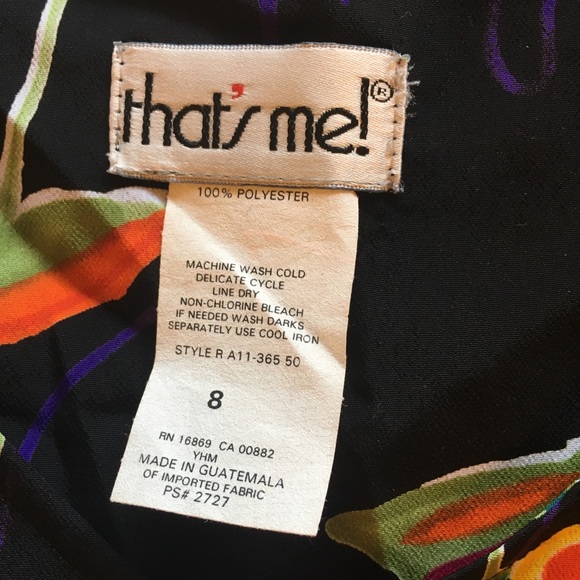 that's me!®
100% POLYESTER
MACHINE WASH COLD
DELICATE CYCLE
LINE DRY
NON-CHLORINE BLEACH
IF NEEDED WASH DARKS
SEPARATELY USE COOL IRON
STYLE R A11-365 50
8
RN 16869 CA 00882
YHM
MADE IN GUATEMALA
OF IMPORTED FABRIC
PS# 2727